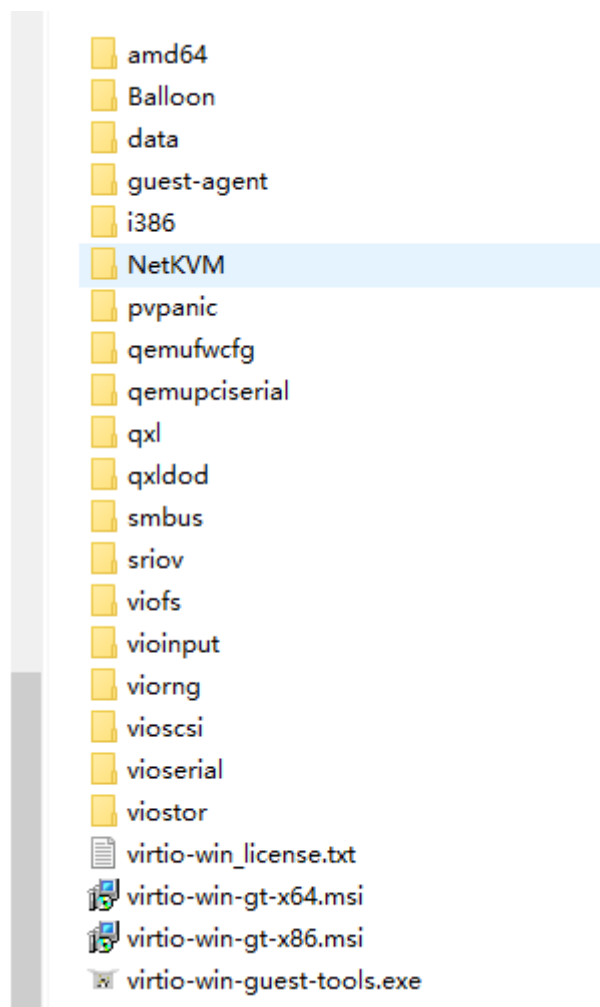 amd64
Balloon
data
guest-agent
i386
NetKVM
pvpanic
qemufwcfg
qemupciserial
qxl
qxldod
smbus
sriov
viofs
vioinput
viorng
vioscsi
vioserial
viostor
virtio-win_license.txt
virtio-win-gt-x64.msi
virtio-win-gt-x86.msi
virtio-win-guest-tools.exe